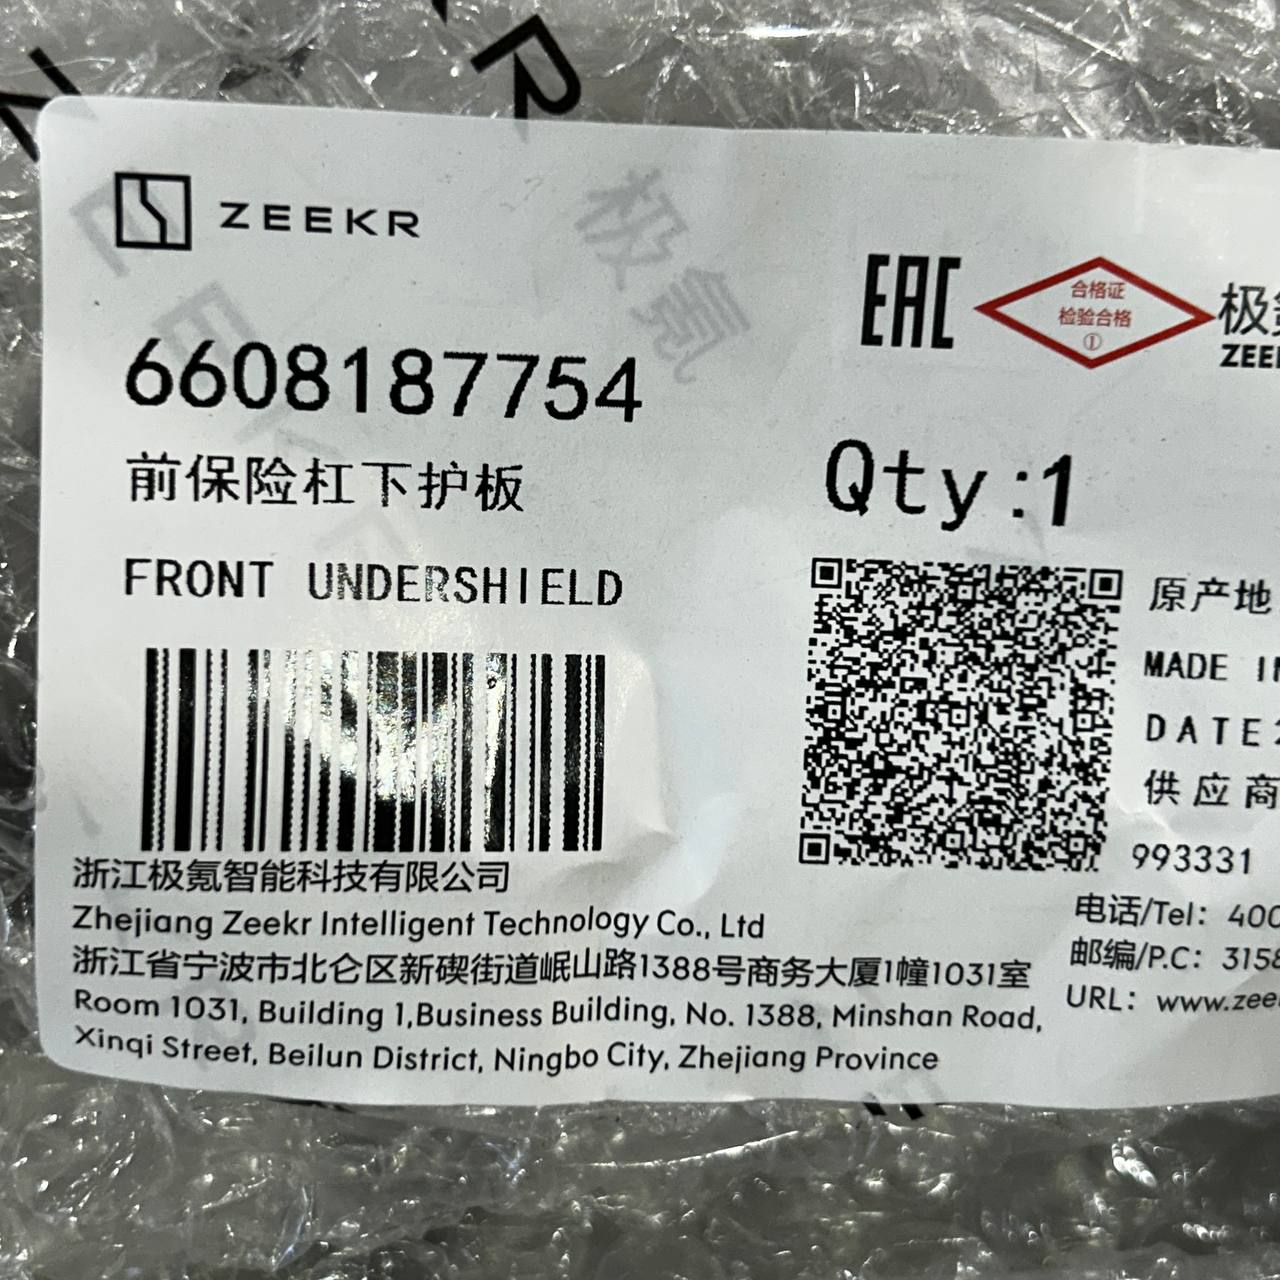 ZEEKR
EAC
合格证
检验合格
①
极
6608187754
前保险杠下护板
Qty:1
FRONT UNDERSHIELD
原产地
MADE
DATE
供应商
993331
浙江极氪智能科技有限公司
Zhejiang Zeekr Intelligent Technology Co., Ltd
浙江省宁波市北仑区新碶街道岷山路1388号商务大厦1幢1031室
Room 1031, Building 1,Business Building, No. 1388, Minshan Road,
Xinqi Street, Beilun District, Ningbo City, Zhejiang Province
电话/Tel: 400
邮编/P.C: 3158
URL: www.zee
极氪